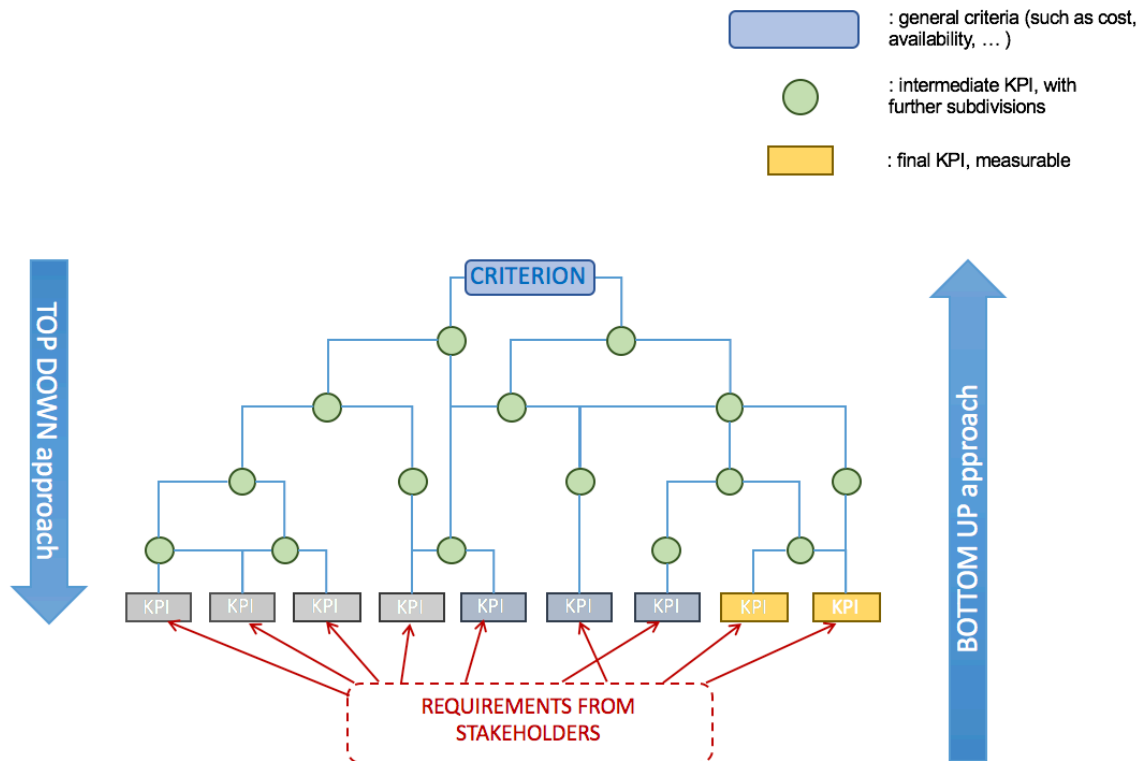 : general criteria (such as cost,
availability, … )
: intermediate KPI, with
further subdivisions
: final KPI, measurable
CRITERION
TOP DOWN approach
BOTTOM UP approach
KPI
KPI
KPI
KPI
KPI
KPI
KPI
KPI
KPI
REQUIREMENTS FROM
STAKEHOLDERS